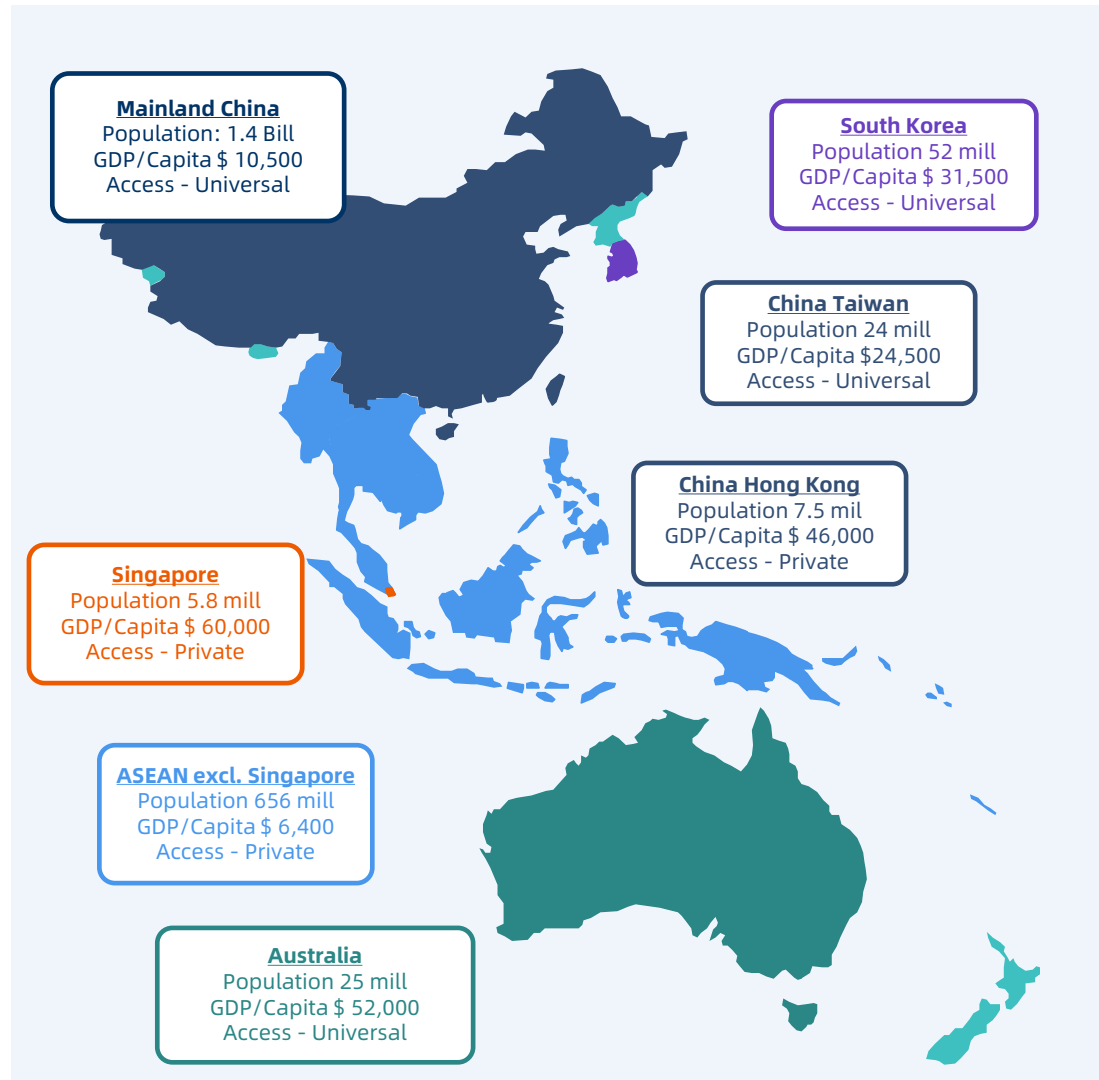 Mainland China
Population: 1.4 Bill
GDP/Capita $ 10,500
Access - Universal
South Korea
Population 52 mill
GDP/Capita $ 31,500
Access - Universal
China Taiwan
Population 24 mill
GDP/Capita $24,500
Access - Universal
China Hong Kong
Population 7.5 mil
GDP/Capita $ 46,000
Access - Private
Singapore
Population 5.8 mill
GDP/Capita $ 60,000
Access - Private
ASEAN excl. Singapore
Population 656 mill
GDP/Capita $ 6,400
Access - Private
Australia
Population 25 mill
GDP/Capita $ 52,000
Access - Universal